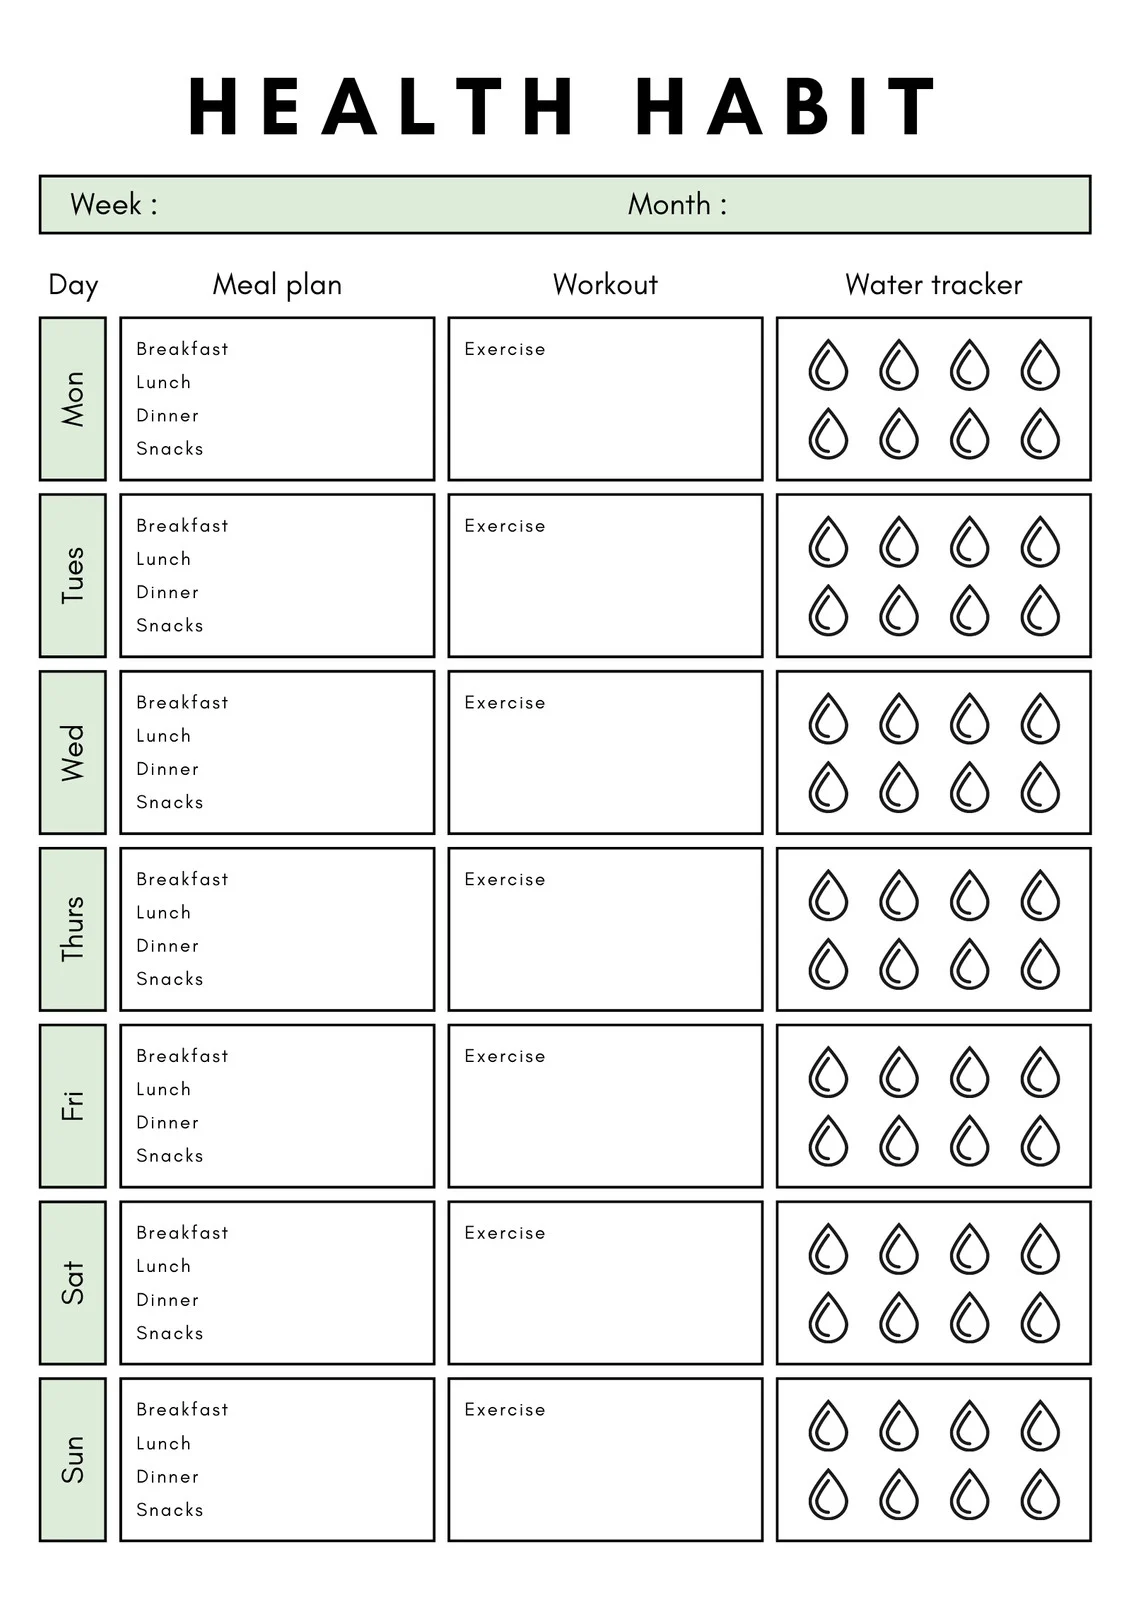 HEALTH HABIT
Week : Month :
Day Meal plan Workout Water tracker
Mon
Breakfast
Lunch
Dinner
Snacks
Exercise
Tues
Breakfast
Lunch
Dinner
Snacks
Exercise
Wed
Breakfast
Lunch
Dinner
Snacks
Exercise
Thurs
Breakfast
Lunch
Dinner
Snacks
Exercise
Fri
Breakfast
Lunch
Dinner
Snacks
Exercise
Sat
Breakfast
Lunch
Dinner
Snacks
Exercise
Sun
Breakfast
Lunch
Dinner
Snacks
Exercise